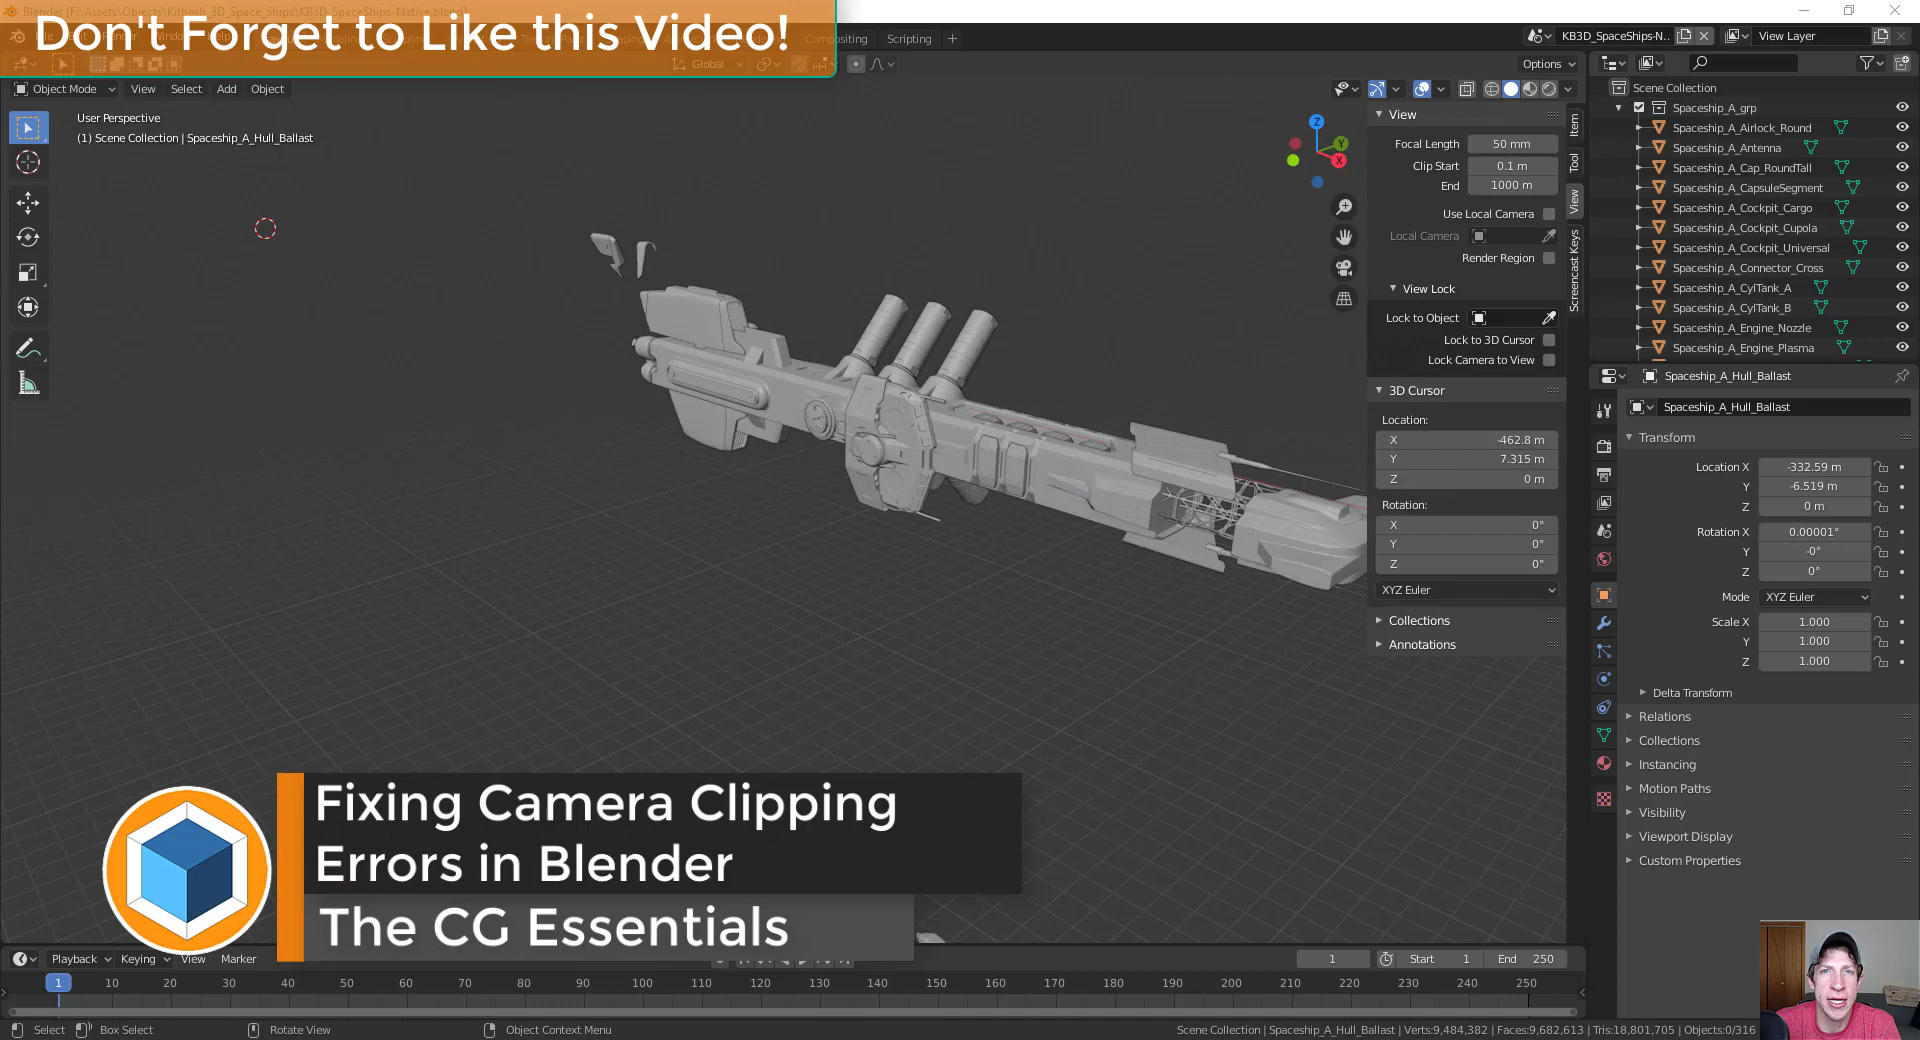 Blender [F:\Assets\Objects\Kitbash_3D_Space_Ships\KB3D_SpaceShips-Native.blend]
Don't Forget to Like this Video!
Compositing Scripting +
KB3D_SpaceShips-N.. View Layer
Global Options
Object Mode View Select Add Object
User Perspective
(1) Scene Collection | Spaceship_A_Hull_Ballast
Z
Y
X
View
Focal Length 50 mm
Clip Start 0.1 m
End 1000 m
Use Local Camera
Local Camera
Render Region
View Lock
Lock to Object
Lock to 3D Cursor
Lock Camera to View
3D Cursor
Location:
X -462.8 m
Y 7.315 m
Z 0 m
Rotation:
X 0°
Y 0°
Z 0°
XYZ Euler
Collections
Annotations
Item
Tool
View
Screencast Keys
Scene Collection
Spaceship_A_grp
Spaceship_A_Airlock_Round
Spaceship_A_Antenna
Spaceship_A_Cap_RoundTall
Spaceship_A_CapsuleSegment
Spaceship_A_Cockpit_Cargo
Spaceship_A_Cockpit_Cupola
Spaceship_A_Cockpit_Universal
Spaceship_A_Connector_Cross
Spaceship_A_CylTank_A
Spaceship_A_CylTank_B
Spaceship_A_Engine_Nozzle
Spaceship_A_Engine_Plasma
Spaceship_A_Hull_Ballast
Spaceship_A_Hull_Ballast
Transform
Location X -332.59 m
Y -6.519 m
Z 0 m
Rotation X 0.00001°
Y -0°
Z 0°
Mode XYZ Euler
Scale X 1.000
Y 1.000
Z 1.000
Delta Transform
Relations
Collections
Instancing
Motion Paths
Visibility
Viewport Display
Custom Properties
Fixing Camera Clipping
Errors in Blender
The CG Essentials
Playback Keying View Marker 1 Start 1 End 250
1 10 20 30 40 50 60 70 80 90 100 110 120 130 140 150 160 170 180 190 200 210 220 230 240 250
Select Box Select Rotate View Object Context Menu
Scene Collection | Spaceship_A_Hull_Ballast | Verts:9,484,382 | Faces:9,682,613 | Tris:18,801,705 | Objects:0/316